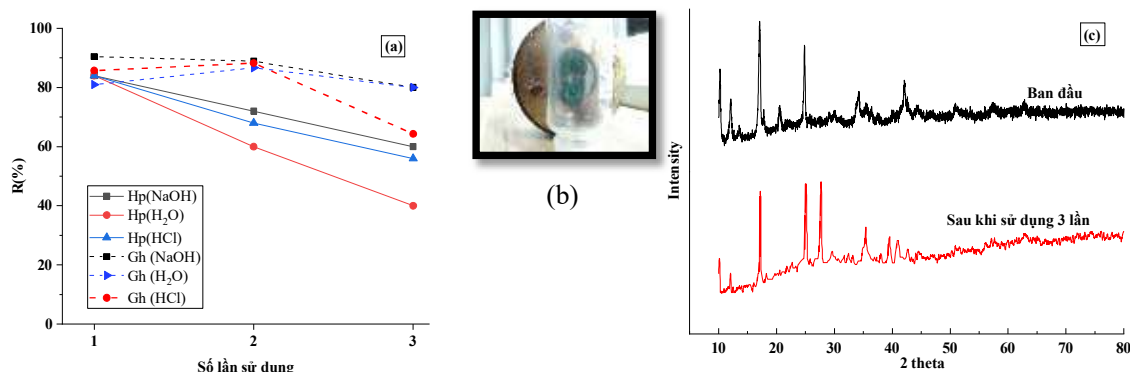 (a)
R(%)
100
80
60
40
20
0
Hp(NaOH)
Hp(H₂O)
Hp(HCl)
Gh (NaOH)
Gh (H₂O)
Gh (HCl)
1
2
3
Số lần sử dụng
(b)
(c)
Intensity
Ban đầu
Sau khi sử dụng 3 lần
10
20
30
40
50
60
70
80
2 theta